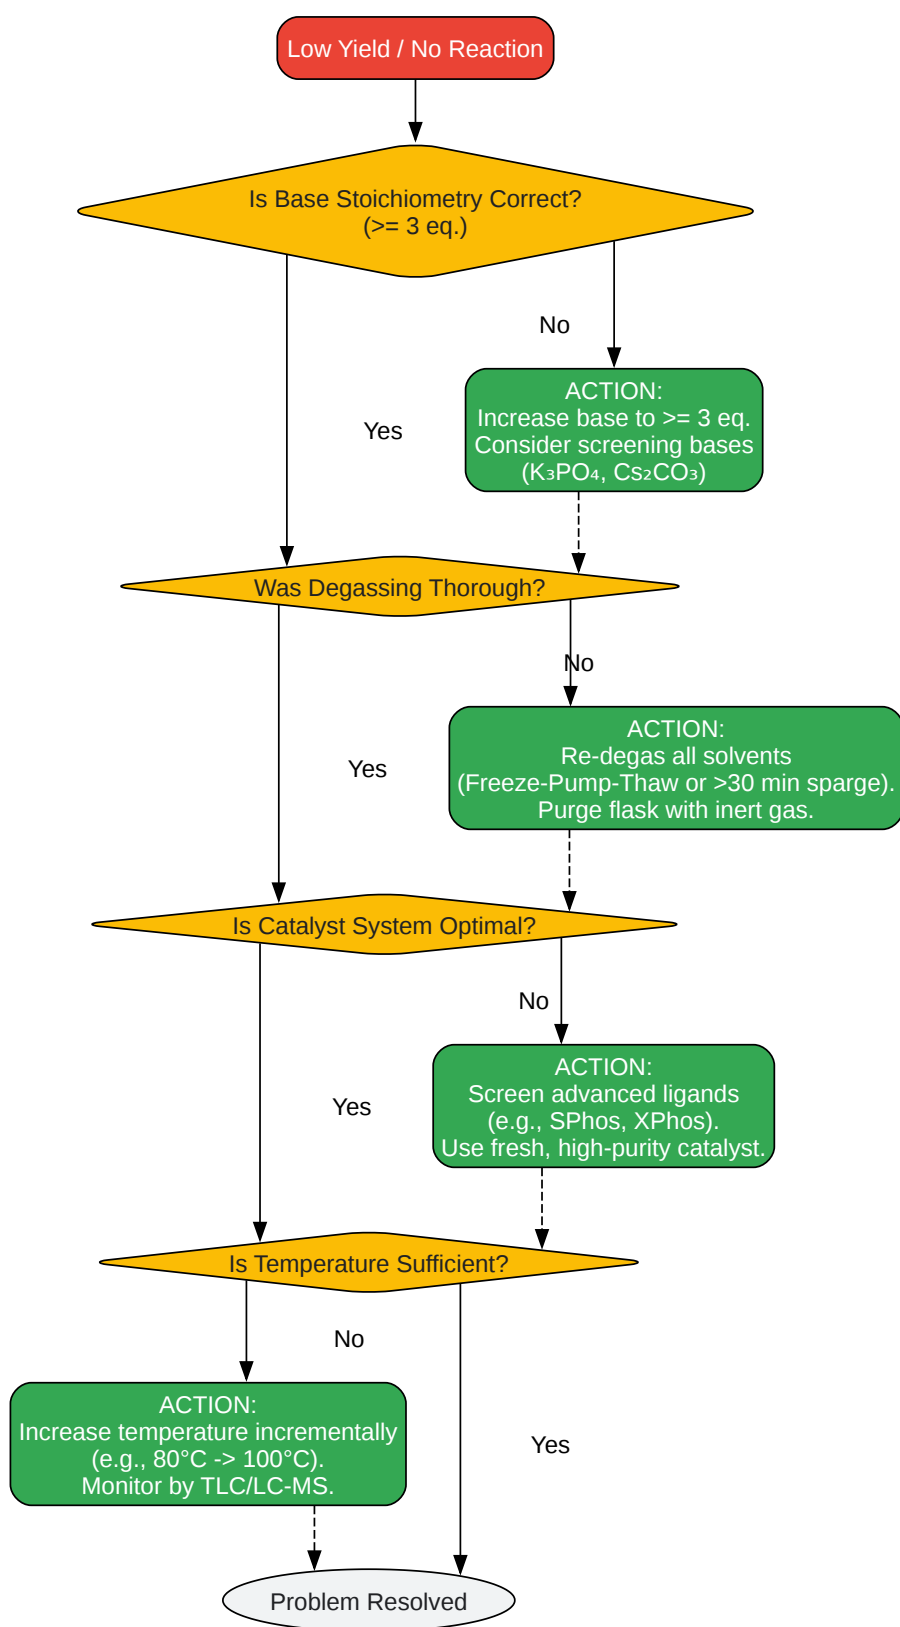 Low Yield / No Reaction
Is Base Stoichiometry Correct?
(>= 3 eq.)
No
ACTION:
Increase base to >= 3 eq.
Consider screening bases
(K₃PO₄, Cs₂CO₃)
Yes
Was Degassing Thorough?
No
ACTION:
Re-degas all solvents
(Freeze-Pump-Thaw or >30 min sparge).
Purge flask with inert gas.
Yes
Is Catalyst System Optimal?
No
ACTION:
Screen advanced ligands
(e.g., SPhos, XPhos).
Use fresh, high-purity catalyst.
Yes
Is Temperature Sufficient?
No
ACTION:
Increase temperature incrementally
(e.g., 80°C -> 100°C).
Monitor by TLC/LC-MS.
Yes
Problem Resolved